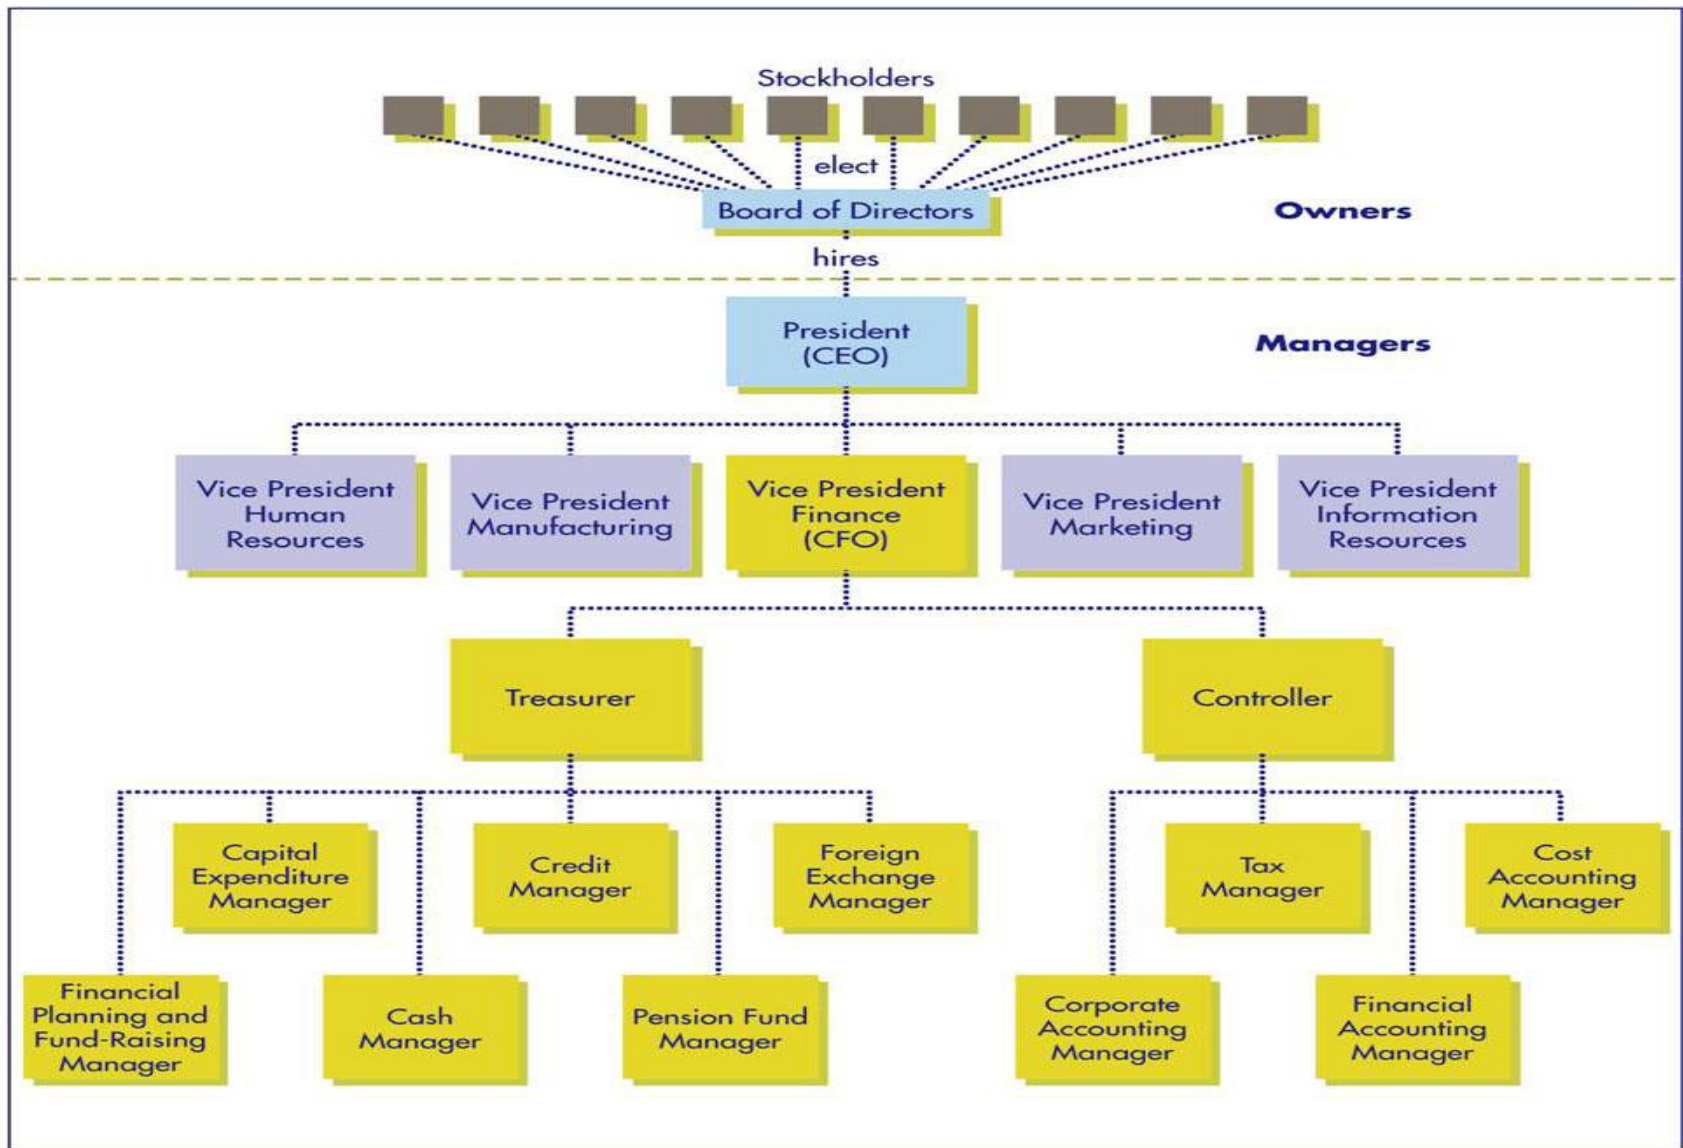 Stockholders
elect
Board of Directors
Owners
hires
President
(CEO)
Managers
Vice President
Human
Resources
Vice President
Manufacturing
Vice President
Finance
(CFO)
Vice President
Marketing
Vice President
Information
Resources
Treasurer
Controller
Capital
Expenditure
Manager
Credit
Manager
Foreign
Exchange
Manager
Tax
Manager
Cost
Accounting
Manager
Financial
Planning and
Fund-Raising
Manager
Cash
Manager
Pension Fund
Manager
Corporate
Accounting
Manager
Financial
Accounting
Manager